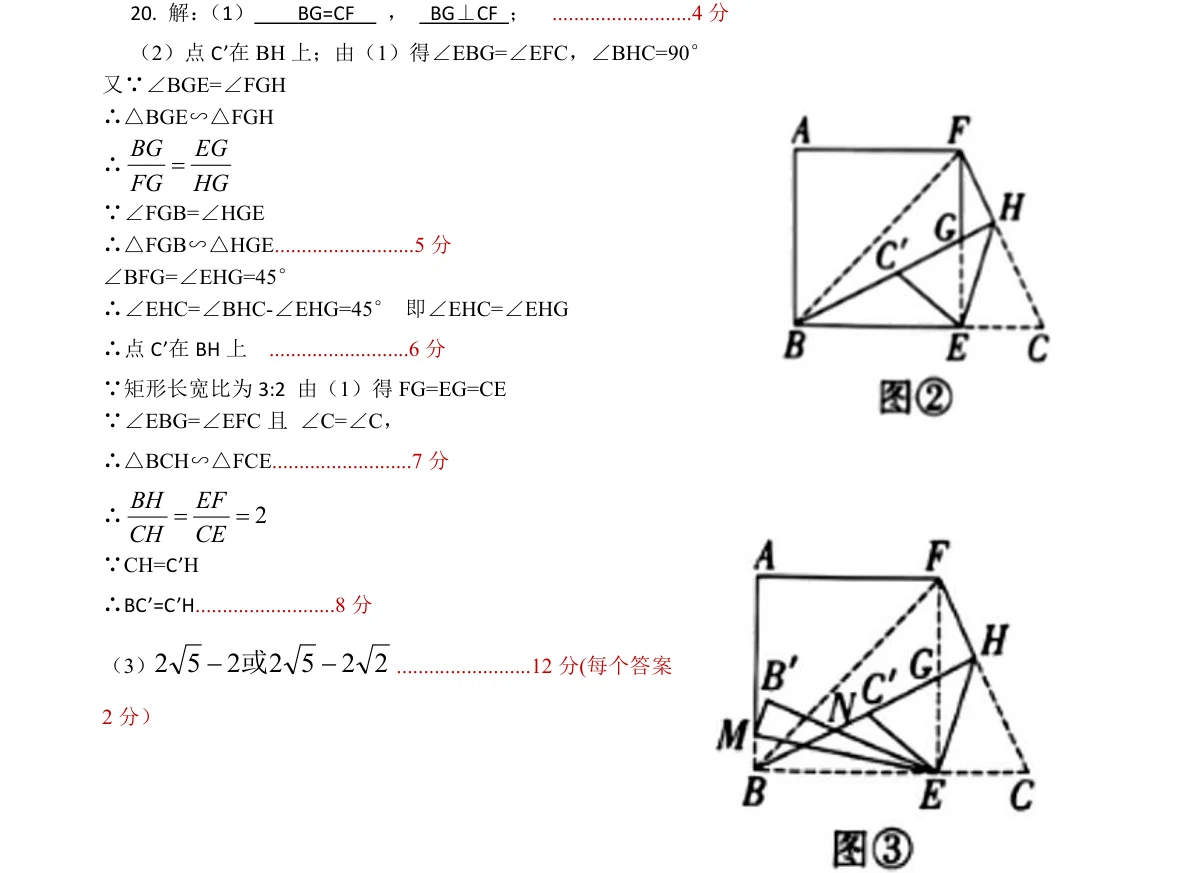 20. 解:(1) BG=CF , BG⊥CF ; ..........................4 分
(2)点 C′在 BH 上;由(1)得∠EBG=∠EFC,∠BHC=90°
又∵∠BGE=∠FGH
∴△BGE∽△FGH
∴BG/FG=EG/HG
∵∠FGB=∠HGE
∴△FGB∽△HGE..........................5 分
∠BFG=∠EHG=45°
∴∠EHC=∠BHC-∠EHG=45° 即∠EHC=∠EHG
∴点 C′在 BH 上 ..........................6 分
∵矩形长宽比为 3:2 由(1)得 FG=EG=CE
∵∠EBG=∠EFC 且 ∠C=∠C,
∴△BCH∽△FCE..........................7 分
∴BH/CH=EF/CE=2
∵CH=C′H
∴BC′=C′H..........................8 分
(3)2√5-2或2√5-2√2 .........................12 分(每个答案
2 分)
A F
H
G
C′
B E C
图②
A F
H
B′ G
N C′
M
B E C
图③